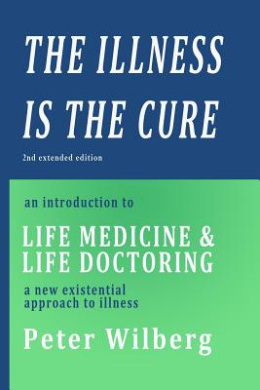 THE ILLNESS
IS THE CURE
2nd extended edition
an introduction to
LIFE MEDICINE &
LIFE DOCTORING
a new existential
approach to illness
Peter Wilberg